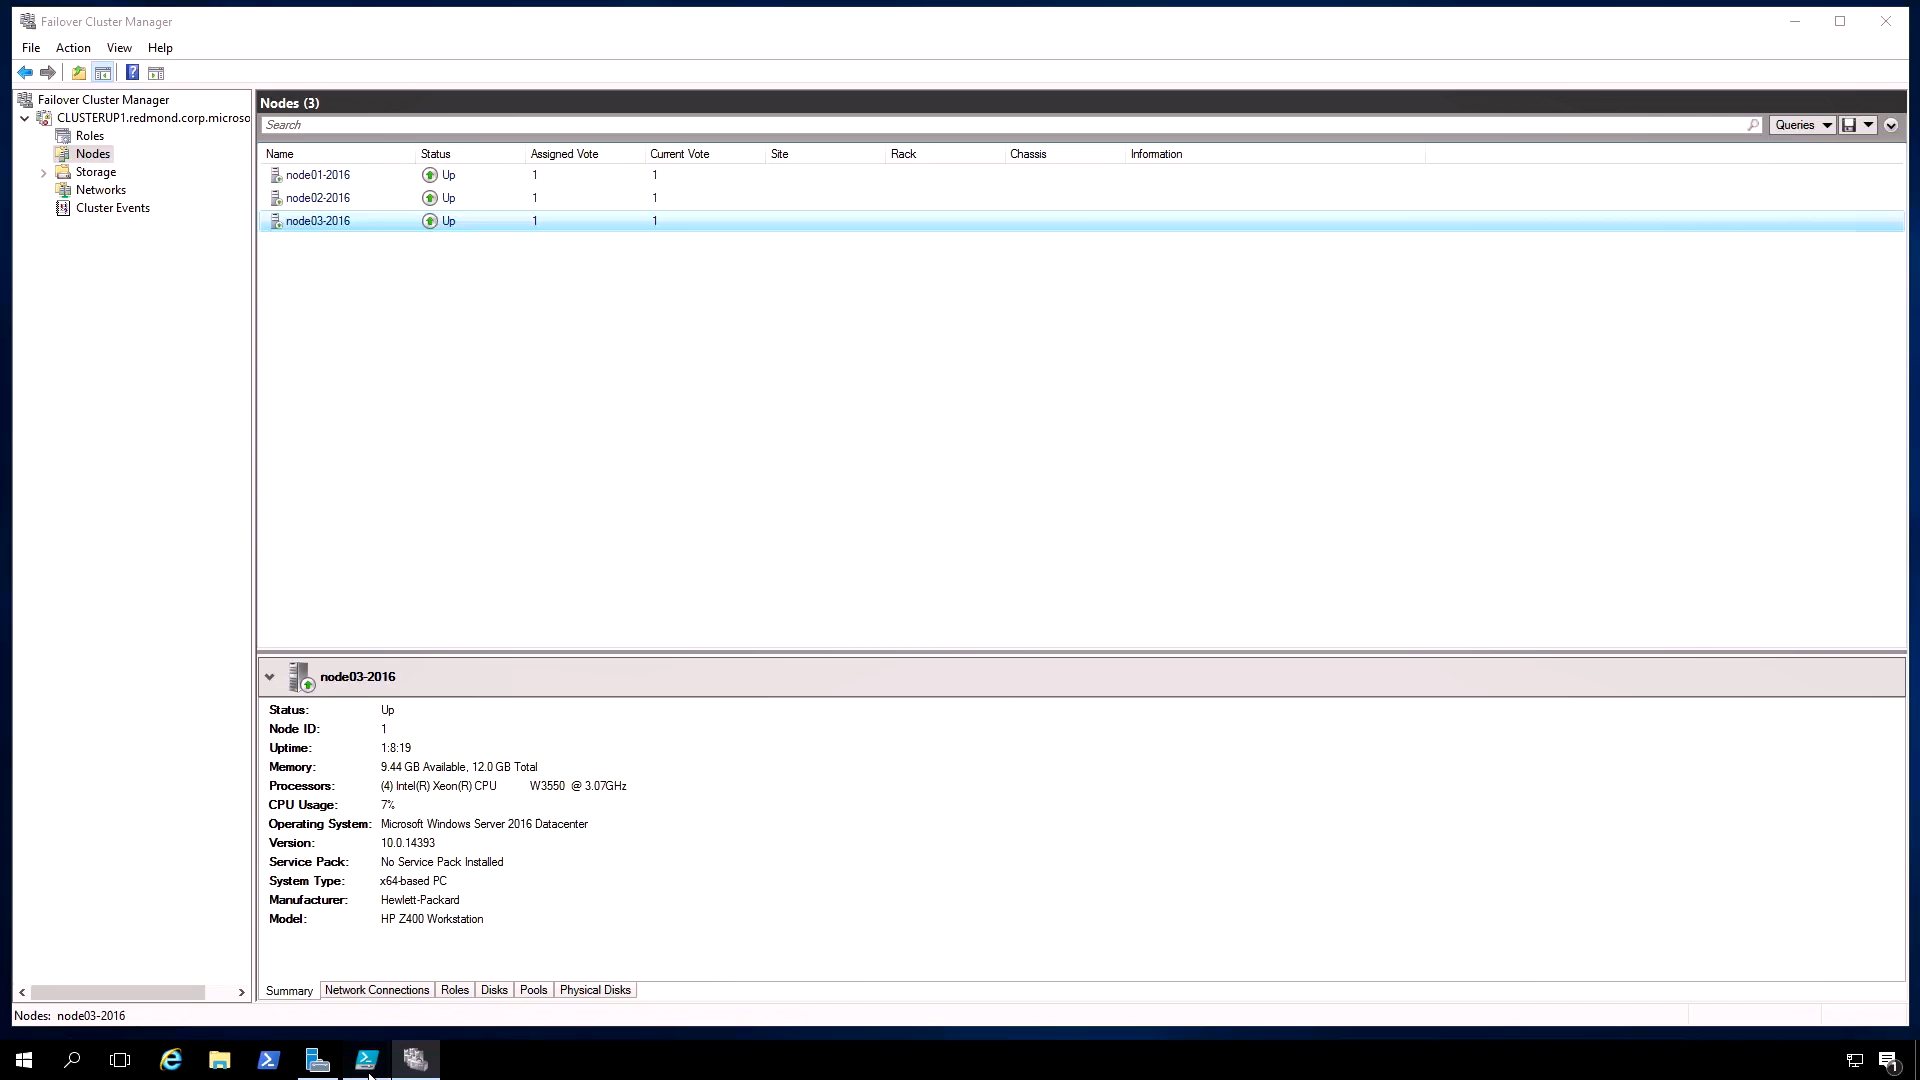 Failover Cluster Manager
File Action View Help
Failover Cluster Manager
CLUSTERUP1.redmond.corp.microso
Roles
Nodes
Storage
Networks
Cluster Events
Nodes (3)
Search
Queries
Name Status Assigned Vote Current Vote Site Rack Chassis Information
node01-2016 Up 1 1
node02-2016 Up 1 1
node03-2016 Up 1 1
node03-2016
Status: Up
Node ID: 1
Uptime: 1:8:19
Memory: 9.44 GB Available, 12.0 GB Total
Processors: (4) Intel(R) Xeon(R) CPU W3550 @ 3.07GHz
CPU Usage: 7%
Operating System: Microsoft Windows Server 2016 Datacenter
Version: 10.0.14393
Service Pack: No Service Pack Installed
System Type: x64-based PC
Manufacturer: Hewlett-Packard
Model: HP Z400 Workstation
Summary Network Connections Roles Disks Pools Physical Disks
Nodes: node03-2016
1